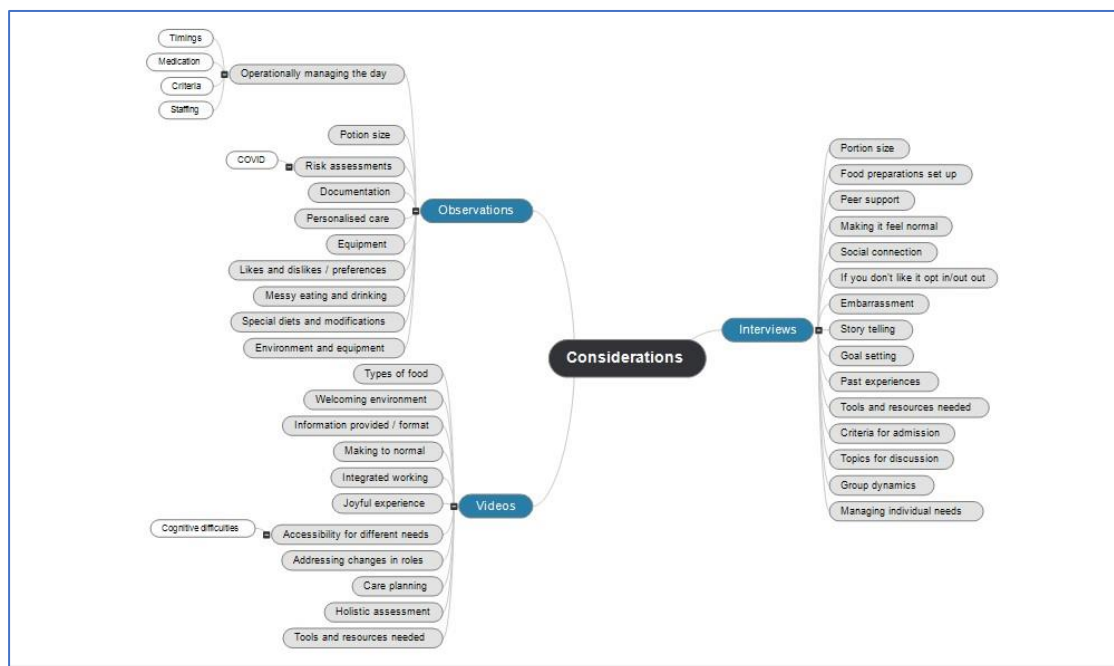 Timings
Medication
Criteria
Staffing
Operationally managing the day
Potion size
COVID
Risk assessments
Documentation
Personalised care
Equipment
Likes and dislikes / preferences
Messy eating and drinking
Special diets and modifications
Environment and equipment
Observations
Types of food
Welcoming environment
Information provided / format
Making to normal
Integrated working
Joyful experience
Cognitive difficulties
Accessibility for different needs
Addressing changes in roles
Care planning
Holistic assessment
Tools and resources needed
Videos
Considerations
Interviews
Portion size
Food preparations set up
Peer support
Making it feel normal
Social connection
If you don't like it opt in/out out
Embarrassment
Story telling
Goal setting
Past experiences
Tools and resources needed
Criteria for admission
Topics for discussion
Group dynamics
Managing individual needs